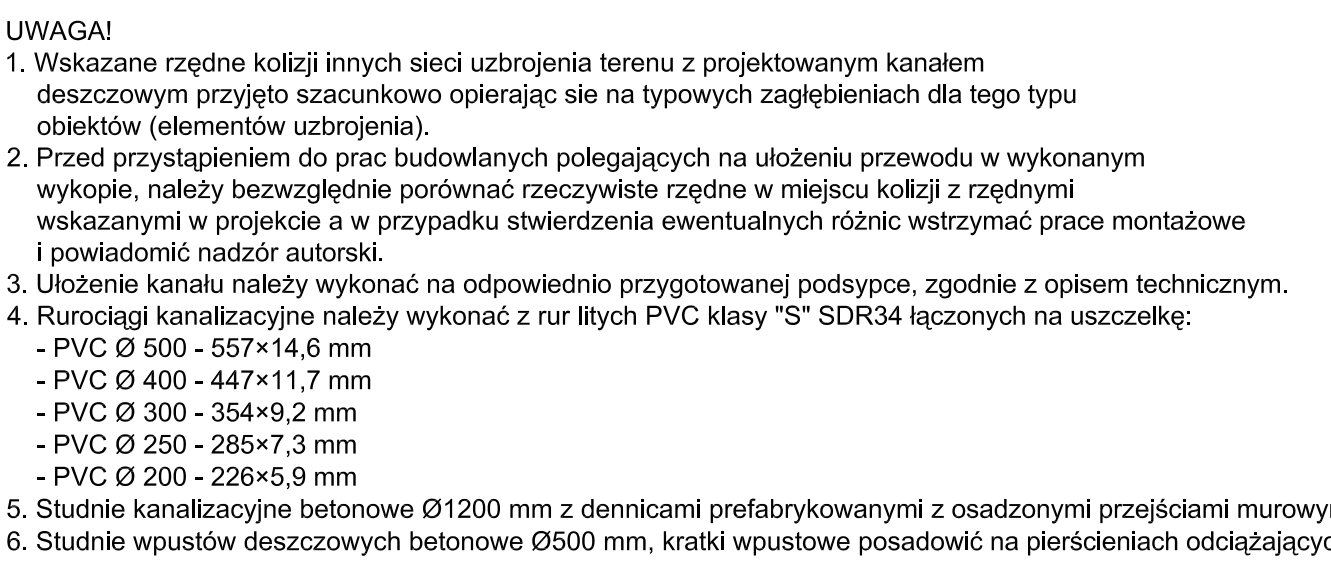 UWAGA!
1. Wskazane rzędne kolizji innych sieci uzbrojenia terenu z projektowanym kanałem
deszczowym przyjęto szacunkowo opierając sie na typowych zagłębieniach dla tego typu
obiektów (elementów uzbrojenia).
2. Przed przystąpieniem do prac budowlanych polegających na ułożeniu przewodu w wykonanym
wykopie, należy bezwzględnie porównać rzeczywiste rzędne w miejscu kolizji z rzędnymi
wskazanymi w projekcie a w przypadku stwierdzenia ewentualnych różnic wstrzymać prace montażowe
i powiadomić nadzór autorski.
3. Ułożenie kanału należy wykonać na odpowiednio przygotowanej podsypce, zgodnie z opisem technicznym.
4. Rurociągi kanalizacyjne należy wykonać z rur litych PVC klasy "S" SDR34 łączonych na uszczelkę:
- PVC Ø 500 - 557×14,6 mm
- PVC Ø 400 - 447×11,7 mm
- PVC Ø 300 - 354×9,2 mm
- PVC Ø 250 - 285×7,3 mm
- PVC Ø 200 - 226×5,9 mm
5. Studnie kanalizacyjne betonowe Ø1200 mm z dennicami prefabrykowanymi z osadzonymi przejściami
6. Studnie wpustów deszczowych betonowe Ø500 mm, kratki wpustowe posadowić na pierścieniach